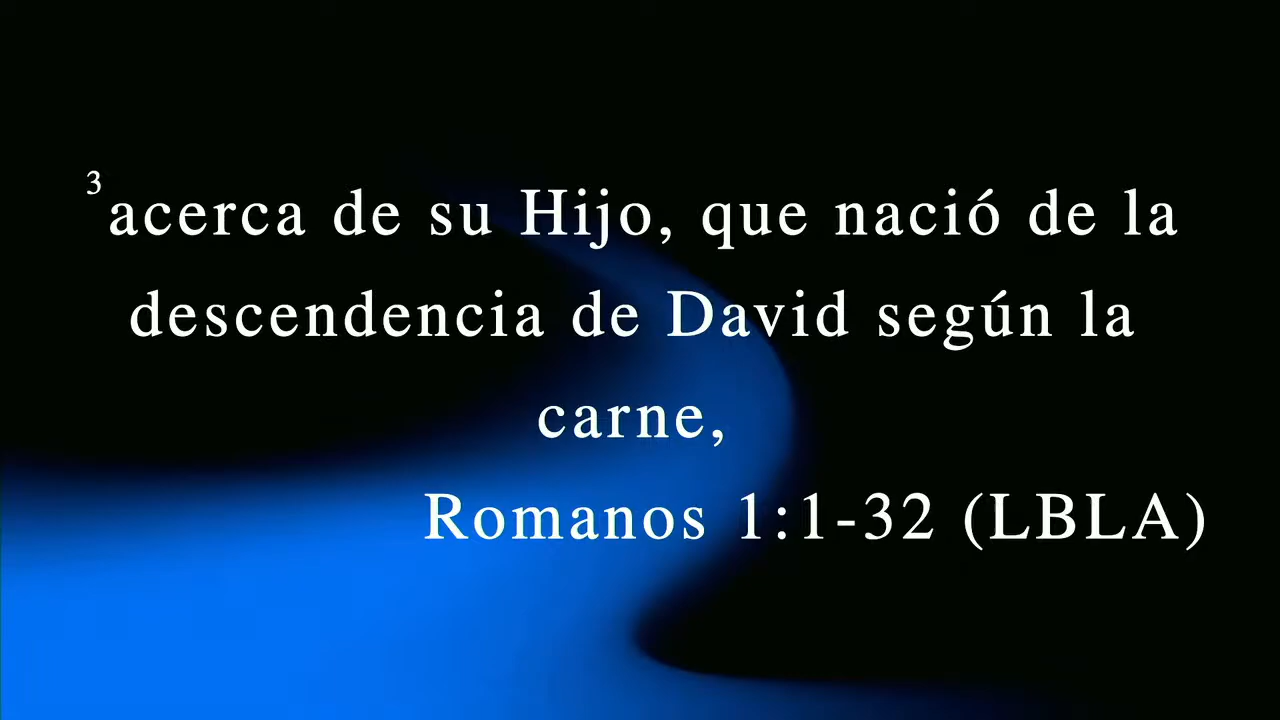 ³acerca de su Hijo, que nació de la
descendencia de David según la
carne,
Romanos 1:1-32 (LBLA)